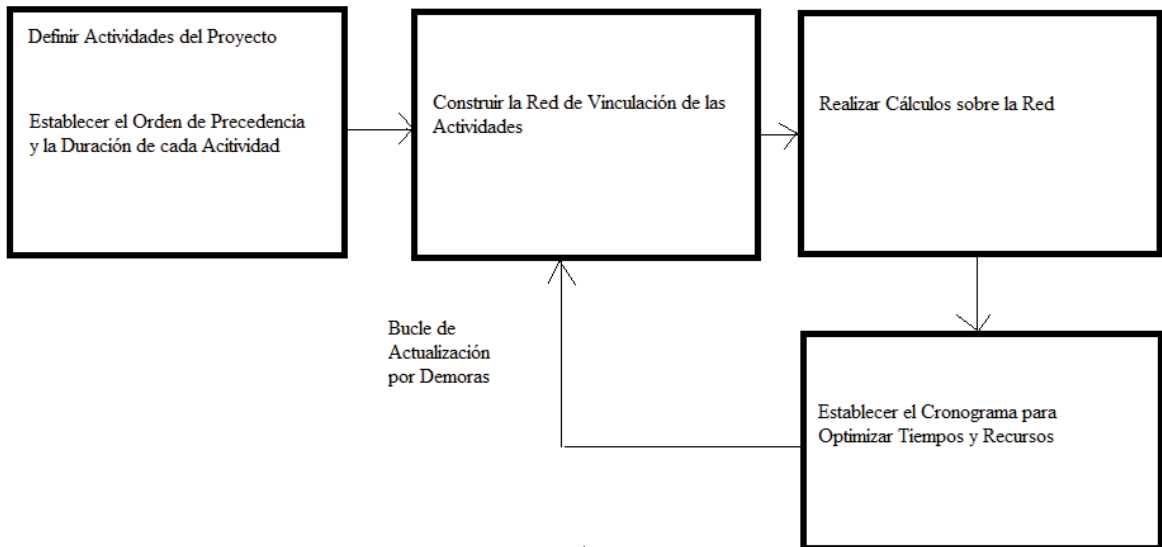 Definir Actividades del Proyecto
Establecer el Orden de Precedencia
y la Duración de cada Acitividad
Construir la Red de Vinculación de las
Actividades
Realizar Cálculos sobre la Red
Bucle de
Actualización
por Demoras
Establecer el Cronograma para
Optimizar Tiempos y Recursos